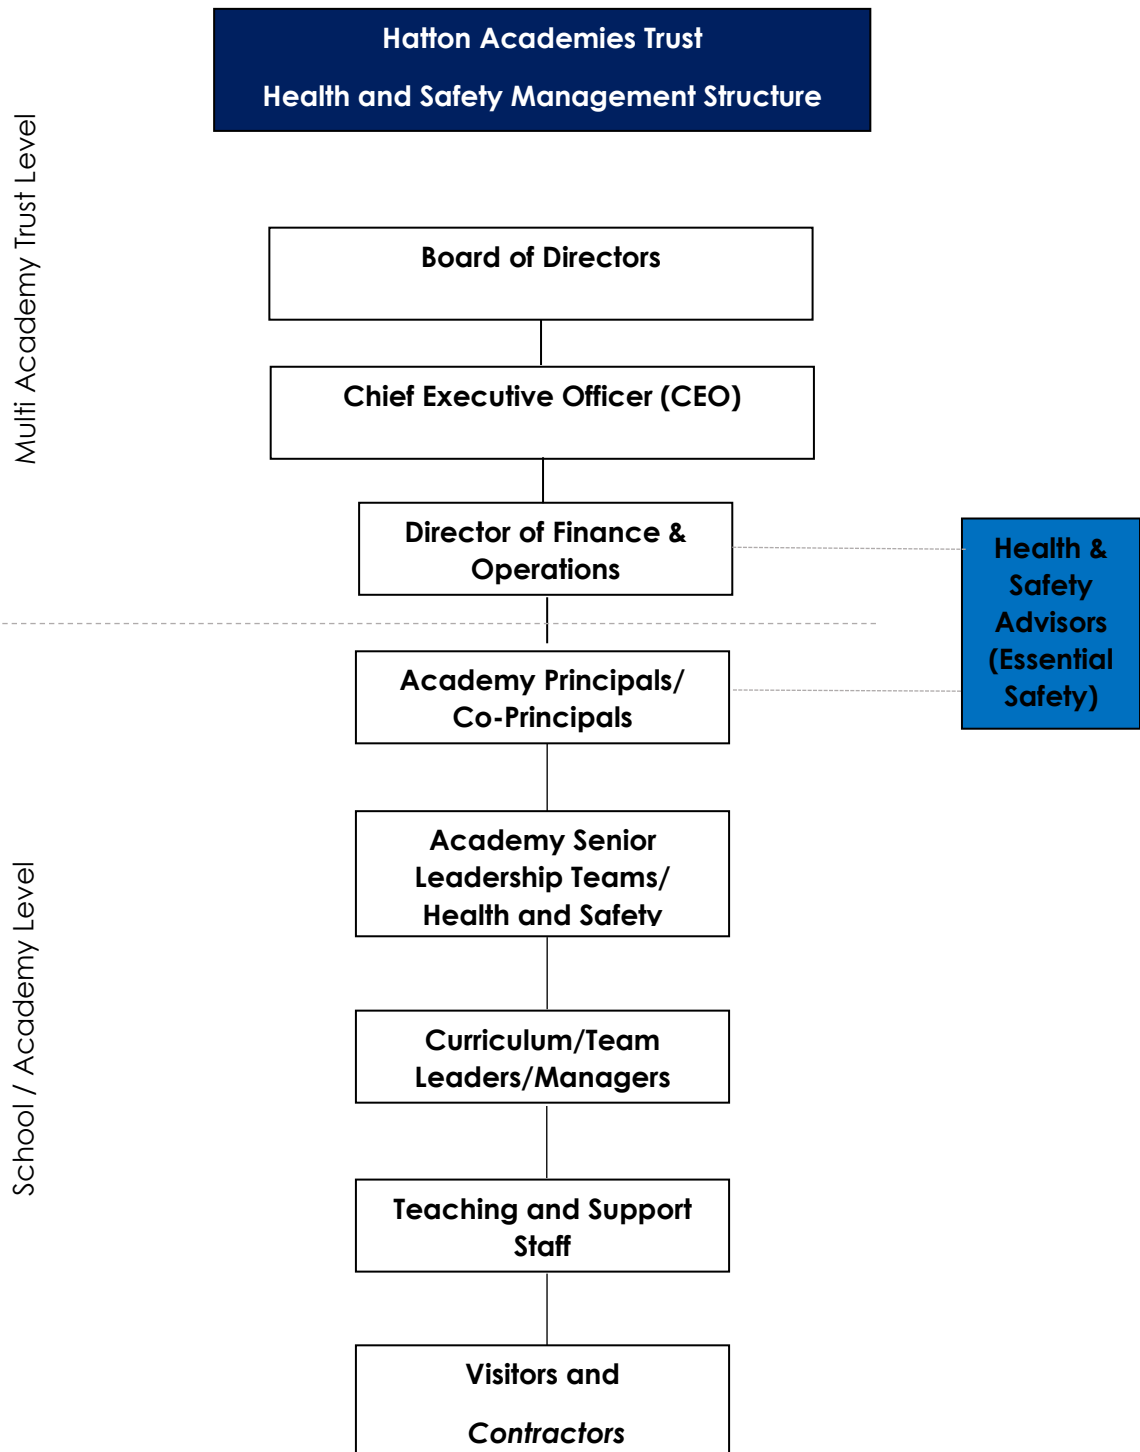 Hatton Academies Trust
Health and Safety Management Structure
Multi Academy Trust Level
Board of Directors
Chief Executive Officer (CEO)
Director of Finance &
Operations
Health &
Safety
Advisors
(Essential
Safety)
Academy Principals/
Co-Principals
Academy Senior
Leadership Teams/
Health and Safety
School / Academy Level
Curriculum/Team
Leaders/Managers
Teaching and Support
Staff
Visitors and
Contractors